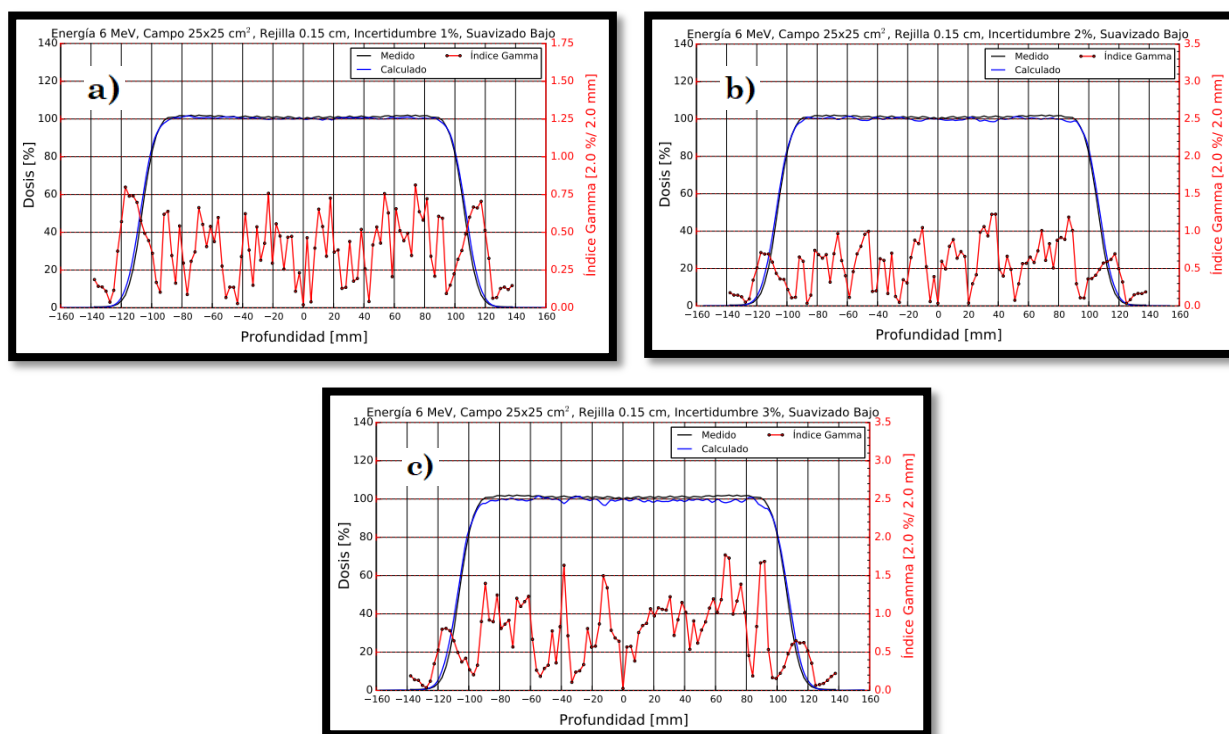 Energía 6 MeV, Campo 25x25 cm², Rejilla 0.15 cm, Incertidumbre 1%, Suavizado Bajo
a)
Medido
Calculado
Índice Gamma
Dosis [%]
140
120
100
80
60
40
20
0
−160 −140 −120 −100 −80 −60 −40 −20 0 20 40 60 80 100 120 140 160
Profundidad [mm]
1.75
1.50
1.25
1.00
0.75
0.50
0.25
0.00
Índice Gamma [2.0 %/ 2.0 mm]
Energía 6 MeV, Campo 25x25 cm², Rejilla 0.15 cm, Incertidumbre 2%, Suavizado Bajo
b)
Medido
Calculado
Índice Gamma
Dosis [%]
140
120
100
80
60
40
20
0
−160 −140 −120 −100 −80 −60 −40 −20 0 20 40 60 80 100 120 140 160
Profundidad [mm]
3.5
3.0
2.5
2.0
1.5
1.0
0.5
0.0
Índice Gamma [2.0 %/ 2.0 mm]
Energía 6 MeV, Campo 25x25 cm², Rejilla 0.15 cm, Incertidumbre 3%, Suavizado Bajo
c)
Medido
Calculado
Índice Gamma
Dosis [%]
140
120
100
80
60
40
20
0
−160 −140 −120 −100 −80 −60 −40 −20 0 20 40 60 80 100 120 140 160
Profundidad [mm]
3.5
3.0
2.5
2.0
1.5
1.0
0.5
0.0
Índice Gamma [2.0 %/ 2.0 mm]